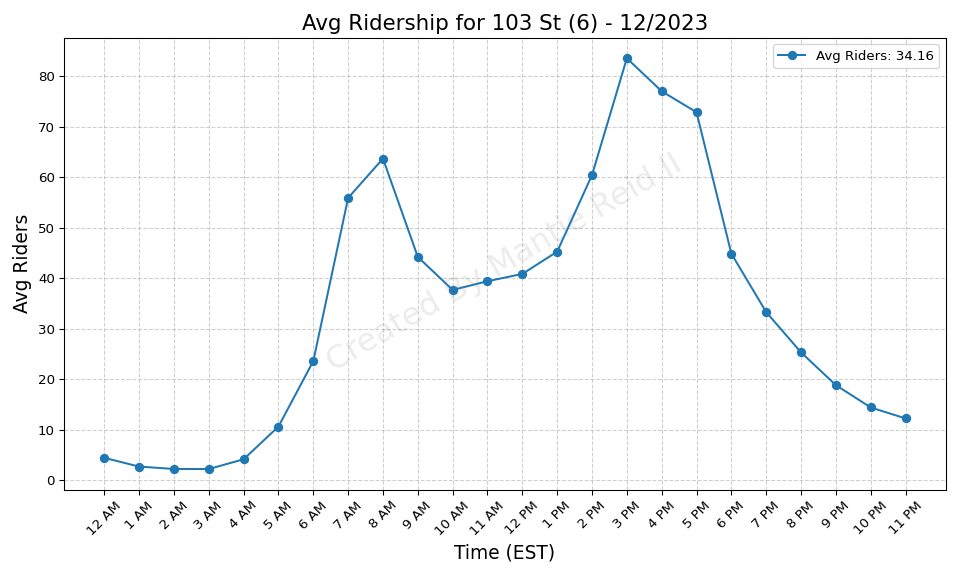 Avg Ridership for 103 St (6) - 12/2023
Avg Riders: 34.16
80
70
60
50
40
30
20
10
0
Avg Riders
Created By Mantie Reid II
12 AM
1 AM
2 AM
3 AM
4 AM
5 AM
6 AM
7 AM
8 AM
9 AM
10 AM
11 AM
12 PM
1 PM
2 PM
3 PM
4 PM
5 PM
6 PM
7 PM
8 PM
9 PM
10 PM
11 PM
Time (EST)